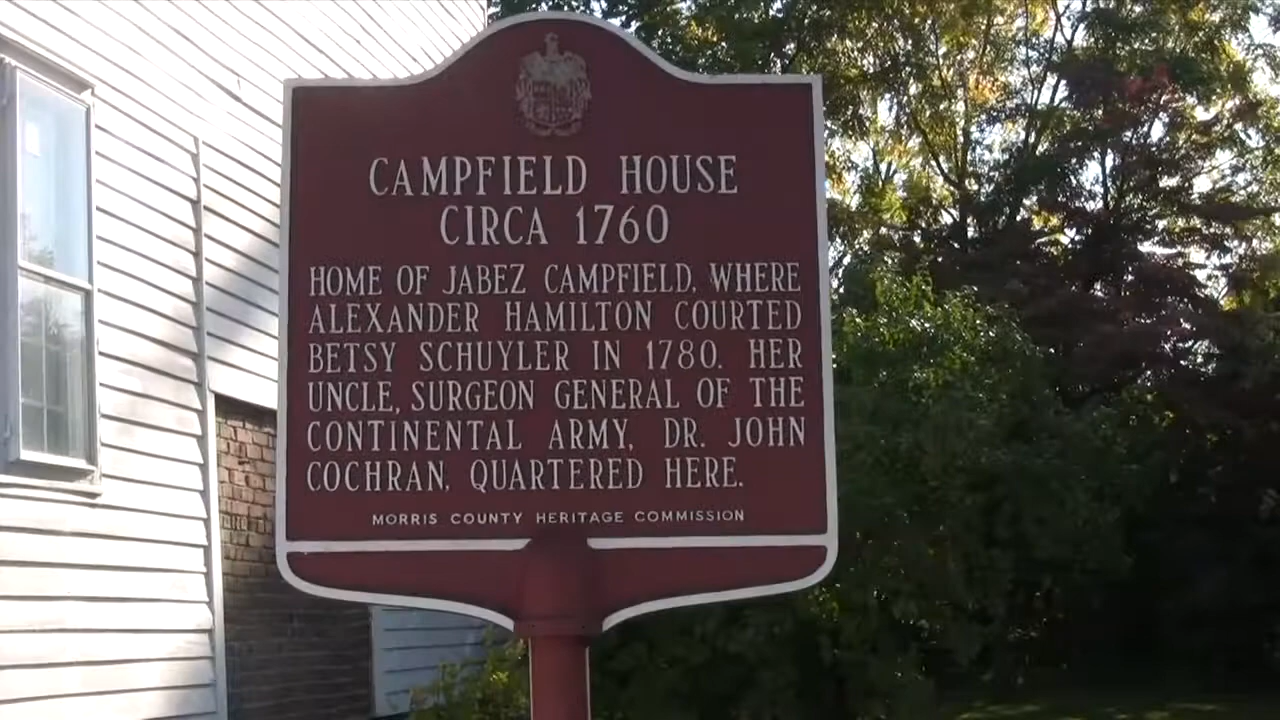 CAMPFIELD HOUSE
CIRCA 1760
HOME OF JABEZ CAMPFIELD, WHERE
ALEXANDER HAMILTON COURTED
BETSY SCHUYLER IN 1780. HER
UNCLE, SURGEON GENERAL OF THE
CONTINENTAL ARMY, DR. JOHN
COCHRAN, QUARTERED HERE.
MORRIS COUNTY HERITAGE COMMISSION